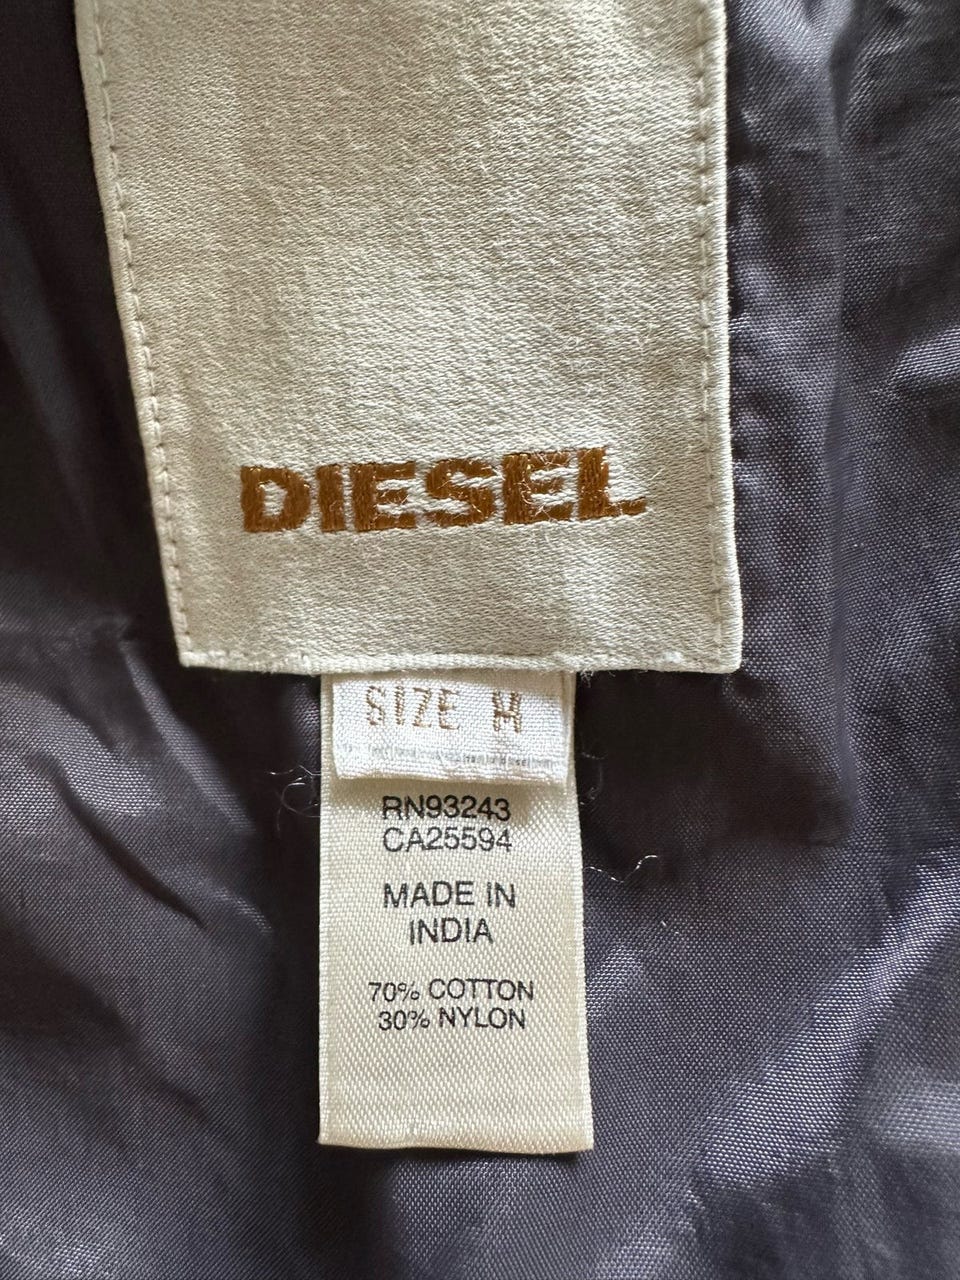 DIESEL
SIZE M
RN93243
CA25594
MADE IN
INDIA
70% COTTON
30% NYLON